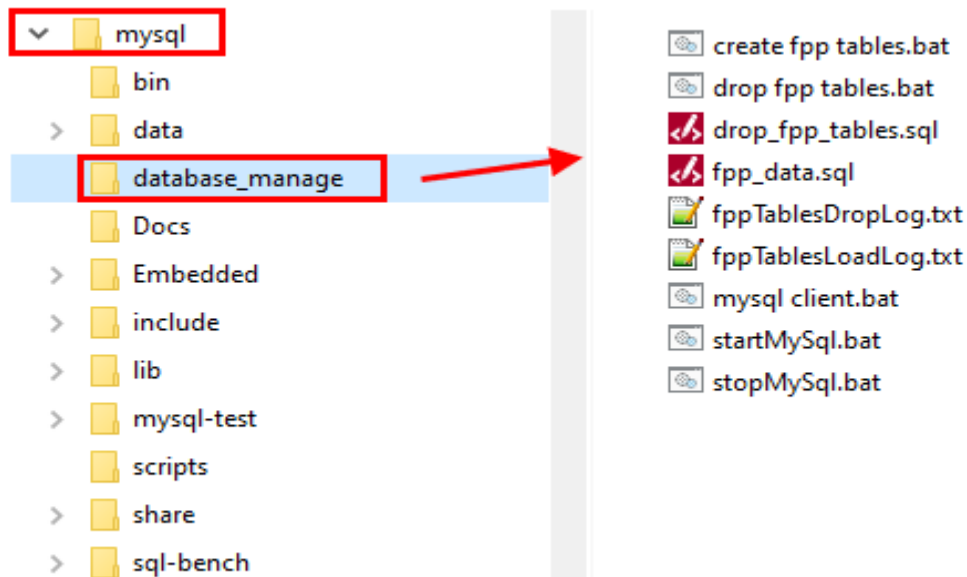 mysql
bin
data
database_manage
Docs
Embedded
include
lib
mysql-test
scripts
share
sql-bench
create fpp tables.bat
drop fpp tables.bat
drop_fpp_tables.sql
fpp_data.sql
fppTablesDropLog.txt
fppTablesLoadLog.txt
mysql client.bat
startMySql.bat
stopMySql.bat